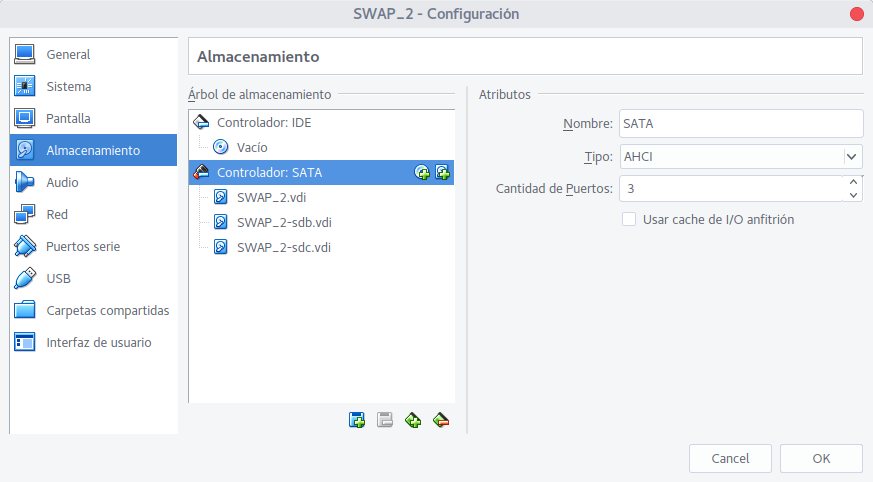 SWAP_2 - Configuración
General
Sistema
Pantalla
Almacenamiento
Audio
Red
Puertos serie
USB
Carpetas compartidas
Interfaz de usuario
Almacenamiento
Árbol de almacenamiento
Controlador: IDE
Vacío
Controlador: SATA
SWAP_2.vdi
SWAP_2-sdb.vdi
SWAP_2-sdc.vdi
Atributos
Nombre: SATA
Tipo: AHCI
Cantidad de Puertos: 3
Usar cache de I/O anfitrión
Cancel
OK